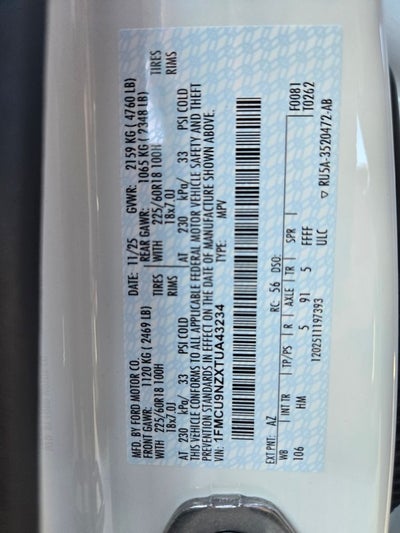 MFD. BY FORD MOTOR CO.
DATE: 11/25 GVWR: 2159 KG ( 4760 LB)
FRONT GAWR: 1120 KG ( 2469 LB) REAR GAWR: 1065 KG ( 2348 LB)
WITH 225/60R18 100H TIRES WITH 225/60R18 100H TIRES
18x7.0J RIMS 18x7.0J RIMS
AT 230 kPa/ 33 PSI COLD AT 230 kPa/ 33 PSI COLD
THIS VEHICLE CONFORMS TO ALL APPLICABLE FEDERAL MOTOR VEHICLE SAFETY AND THEFT
PREVENTION STANDARDS IN EFFECT ON THE DATE OF MANUFACTURE SHOWN ABOVE.
VIN: 1FMCU9NZXTUA43234 TYPE: MPV
EXT PNT: AZ RC: 56 DSO: F0081
T0262
WB INT TR TP/PS R AXLE TR SPR
106 HM 5 91 5 FFFF
ULC
1202511197393 ▽ RU5A-3520472-AB